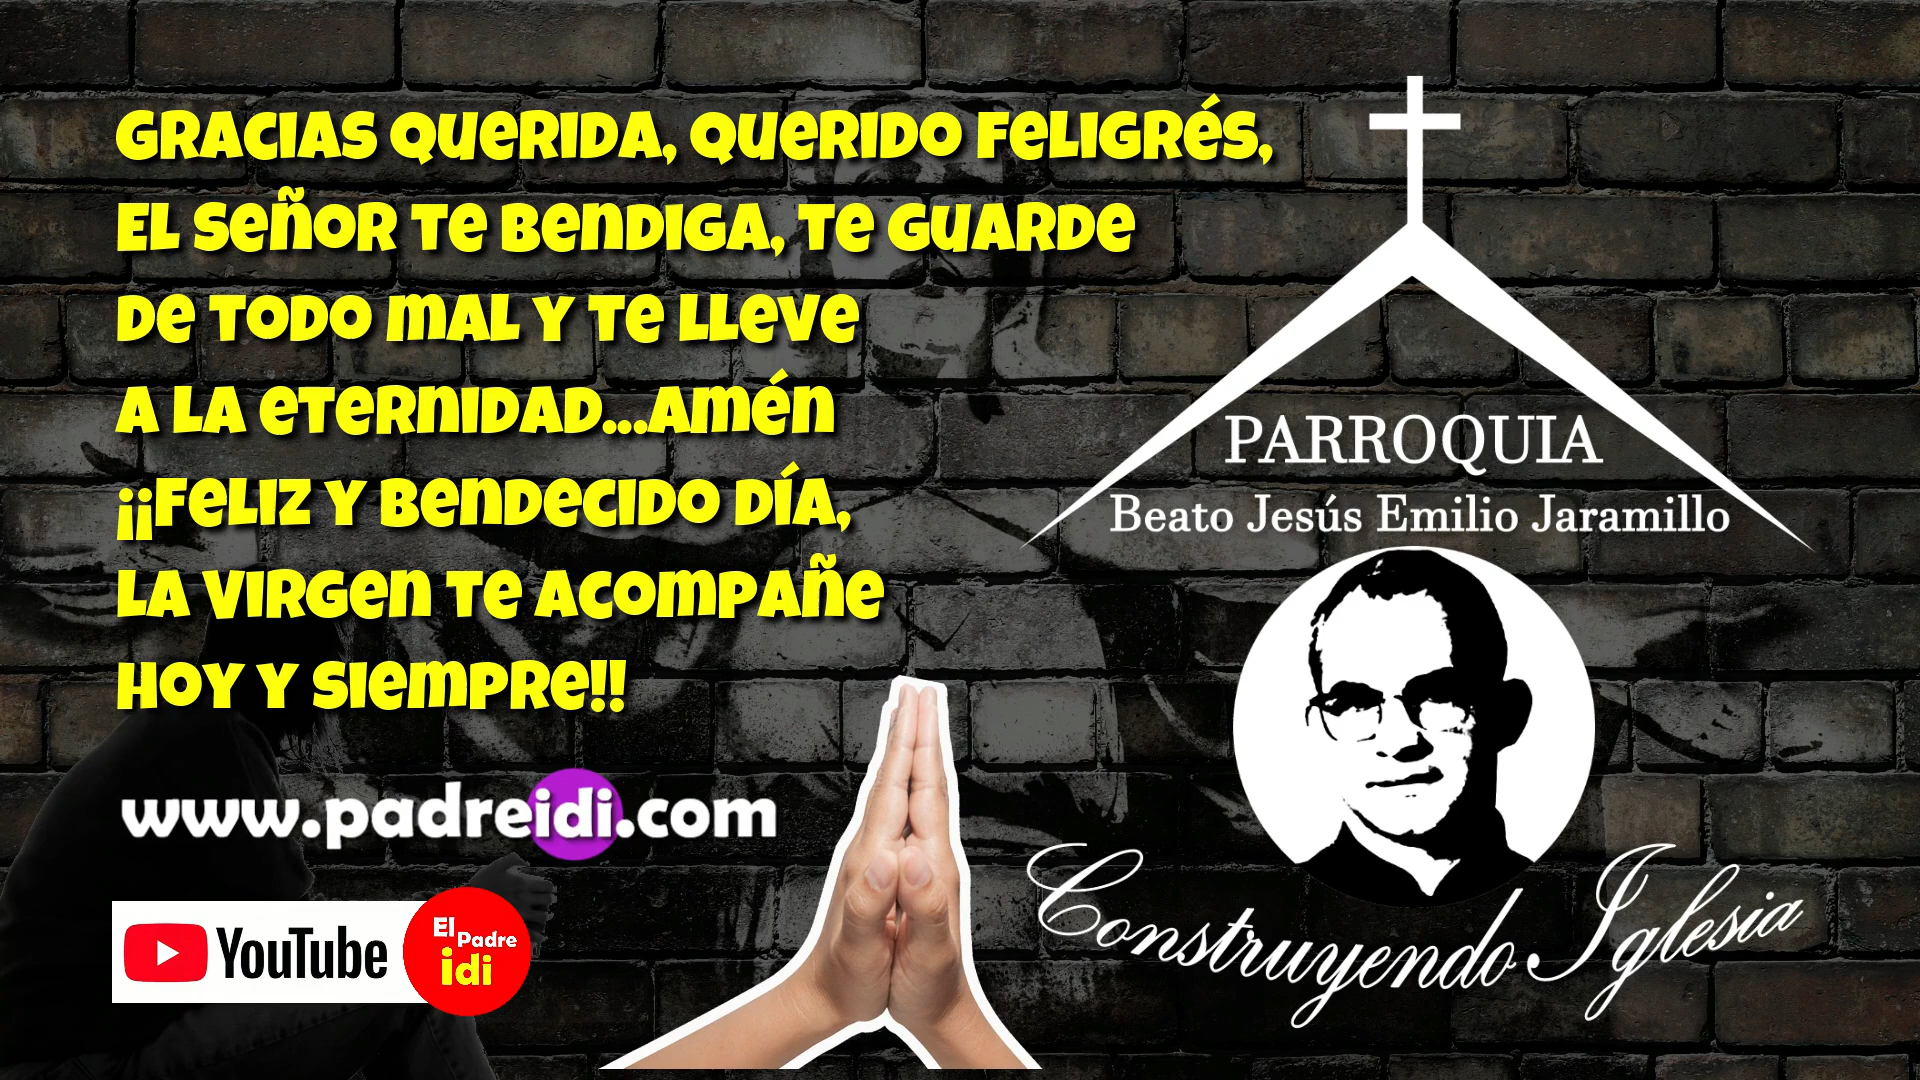 Gracias querida, querido feligrés,
el Señor te bendiga, te guarde
de todo mal y te lleve
a la eternidad...Amén
¡¡Feliz y bendecido día,
la Virgen te acompañe
hoy y siempre!!
www.padreidi.com
YouTube
El Padre
idi
PARROQUIA
Beato Jesús Emilio Jaramillo
Construyendo Iglesia